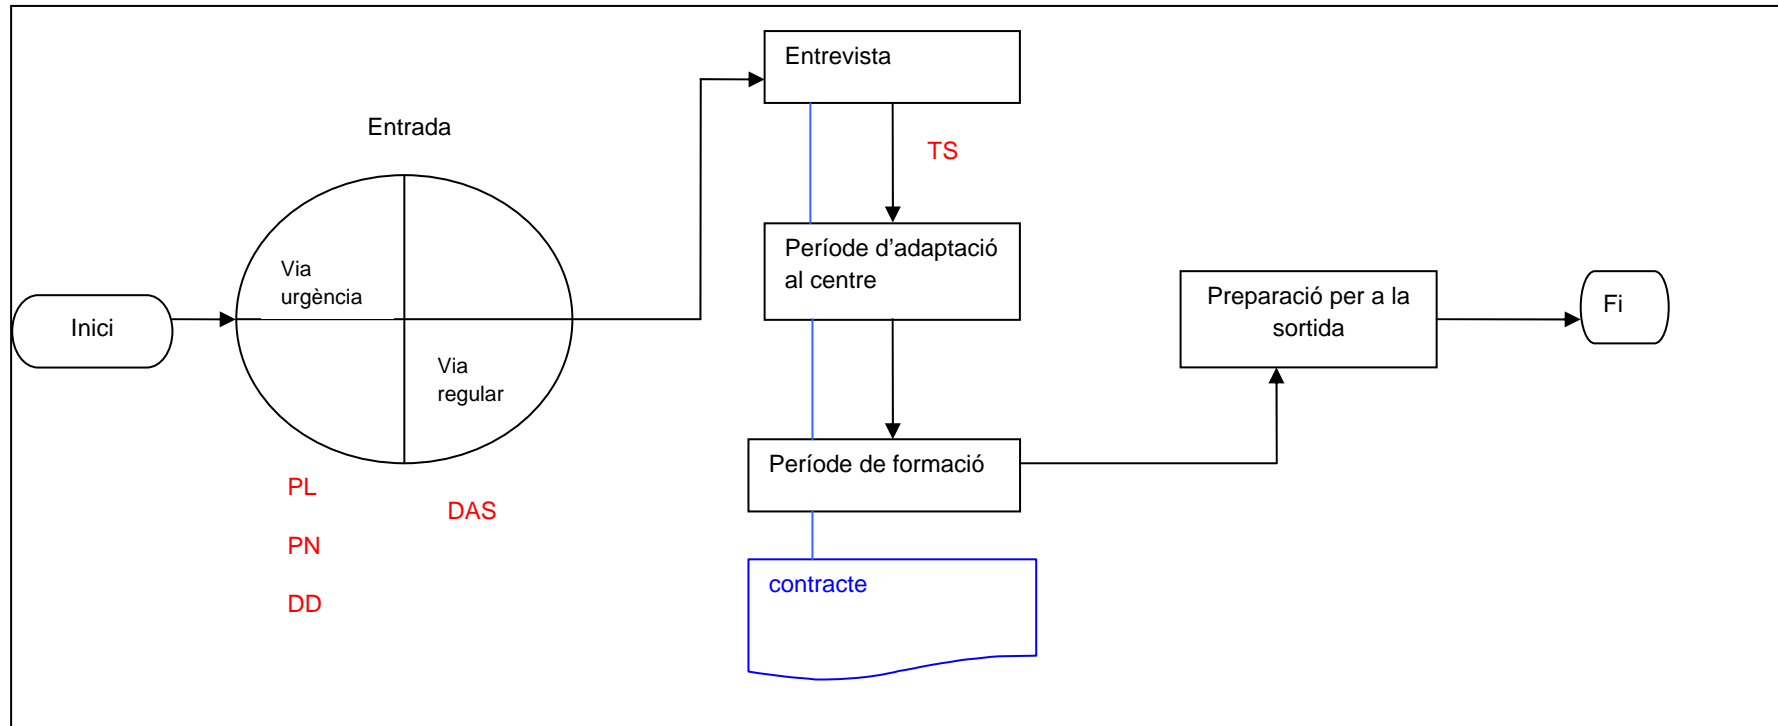 Entrada
Via
urgència
Via
regular
Inici
PL
PN
DD
DAS
Entrevista
TS
Període d’adaptació
al centre
Període de formació
contracte
Preparació per a la
sortida
Fi